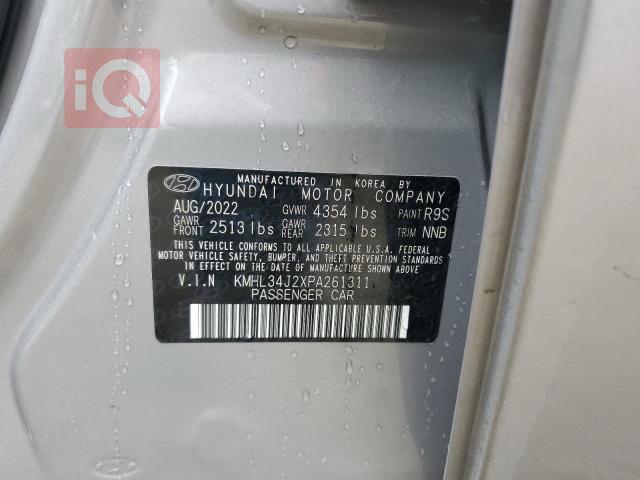 iQ
MANUFACTURED IN KOREA BY
HYUNDAI MOTOR COMPANY
AUG/2022 GVWR 4354 lbs PAINT R9S
GAWR FRONT 2513 lbs GAWR REAR 2315 lbs TRIM NNB
THIS VEHICLE CONFORMS TO ALL APPLICABLE U.S.A. FEDERAL
MOTOR VEHICLE SAFETY, BUMPER, AND THEFT PREVENTION STANDARDS
IN EFFECT ON THE DATE OF MANUFACTURE SHOWN ABOVE.
V.I.N KMHL34J2XPA261311
PASSENGER CAR